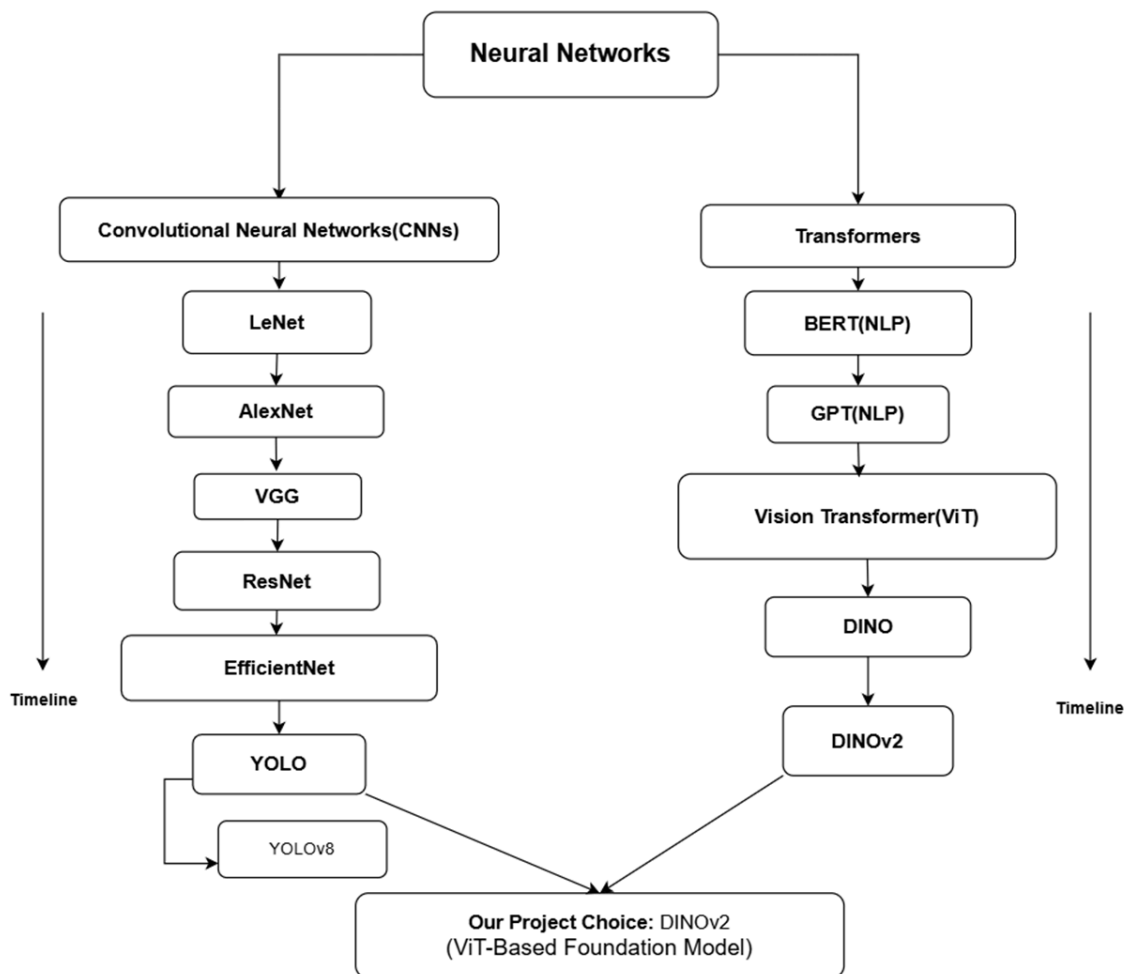 Neural Networks
Convolutional Neural Networks(CNNs)
LeNet
AlexNet
VGG
ResNet
EfficientNet
YOLO
YOLOv8
Timeline
Transformers
BERT(NLP)
GPT(NLP)
Vision Transformer(ViT)
DINO
DINOv2
Timeline
Our Project Choice: DINOv2
(ViT-Based Foundation Model)